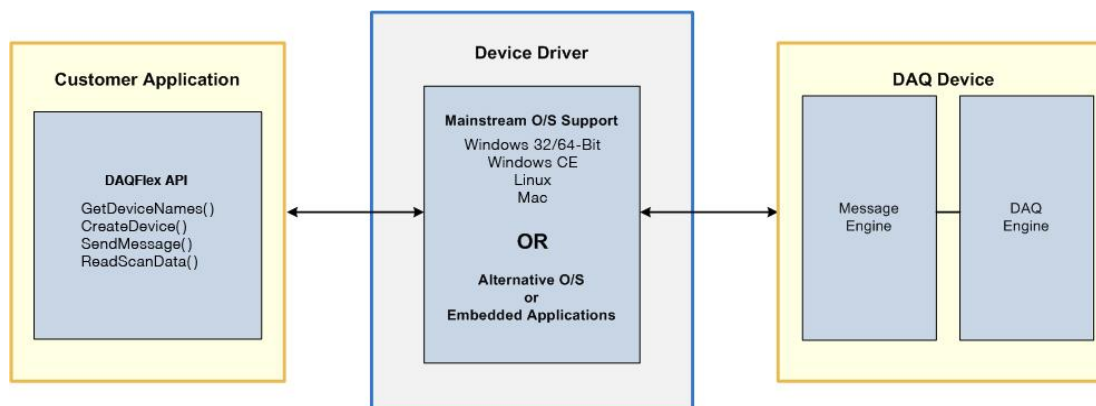 Customer Application
DAQFlex API
GetDeviceNames()
CreateDevice()
SendMessage()
ReadScanData()
Device Driver
Mainstream O/S Support
Windows 32/64-Bit
Windows CE
Linux
Mac
OR
Alternative O/S
or
Embedded Applications
DAQ Device
Message
Engine
DAQ
Engine